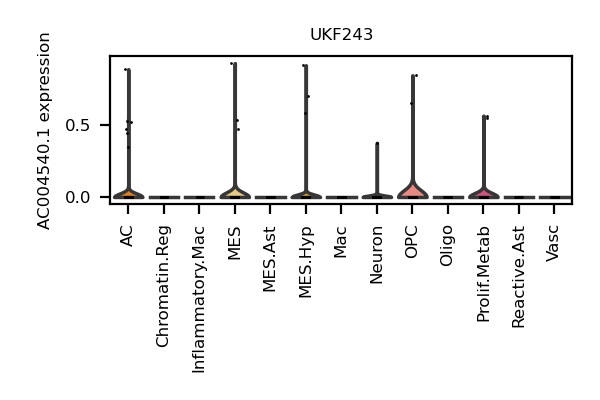 UKF243
AC004540.1 expression
0.5
0.0
AC
Chromatin.Reg
Inflammatory.Mac
MES
MES.Ast
MES.Hyp
Mac
Neuron
OPC
Oligo
Prolif.Metab
Reactive.Ast
Vasc